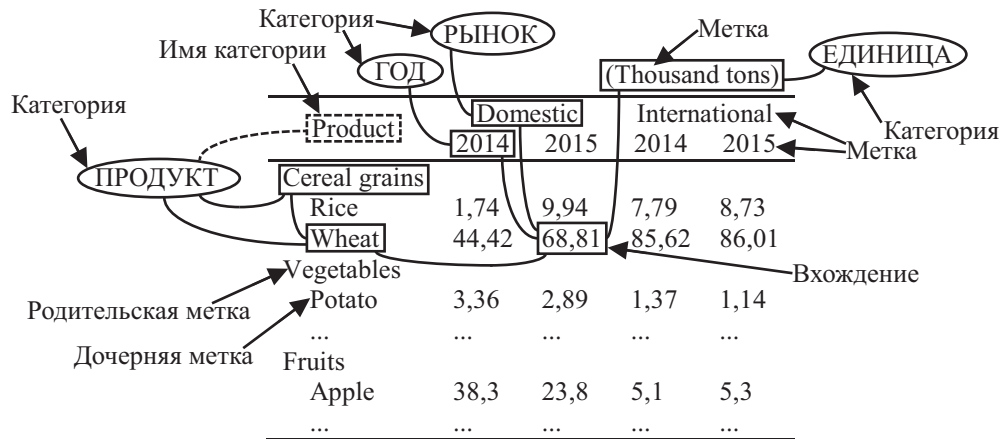 Категория РЫНОК Метка
Имя категории ГОД (Thousand tons) ЕДИНИЦА
Категория Product Domestic International Категория
2014 2015 2014 2015 Метка
ПРОДУКТ Cereal grains
Rice 1,74 9,94 7,79 8,73
Wheat 44,42 68,81 85,62 86,01
Vegetables Вхождение
Родительская метка Potato 3,36 2,89 1,37 1,14
... ... ... ... ...
Дочерняя метка
Fruits
Apple 38,3 23,8 5,1 5,3
... ... ... ... ...